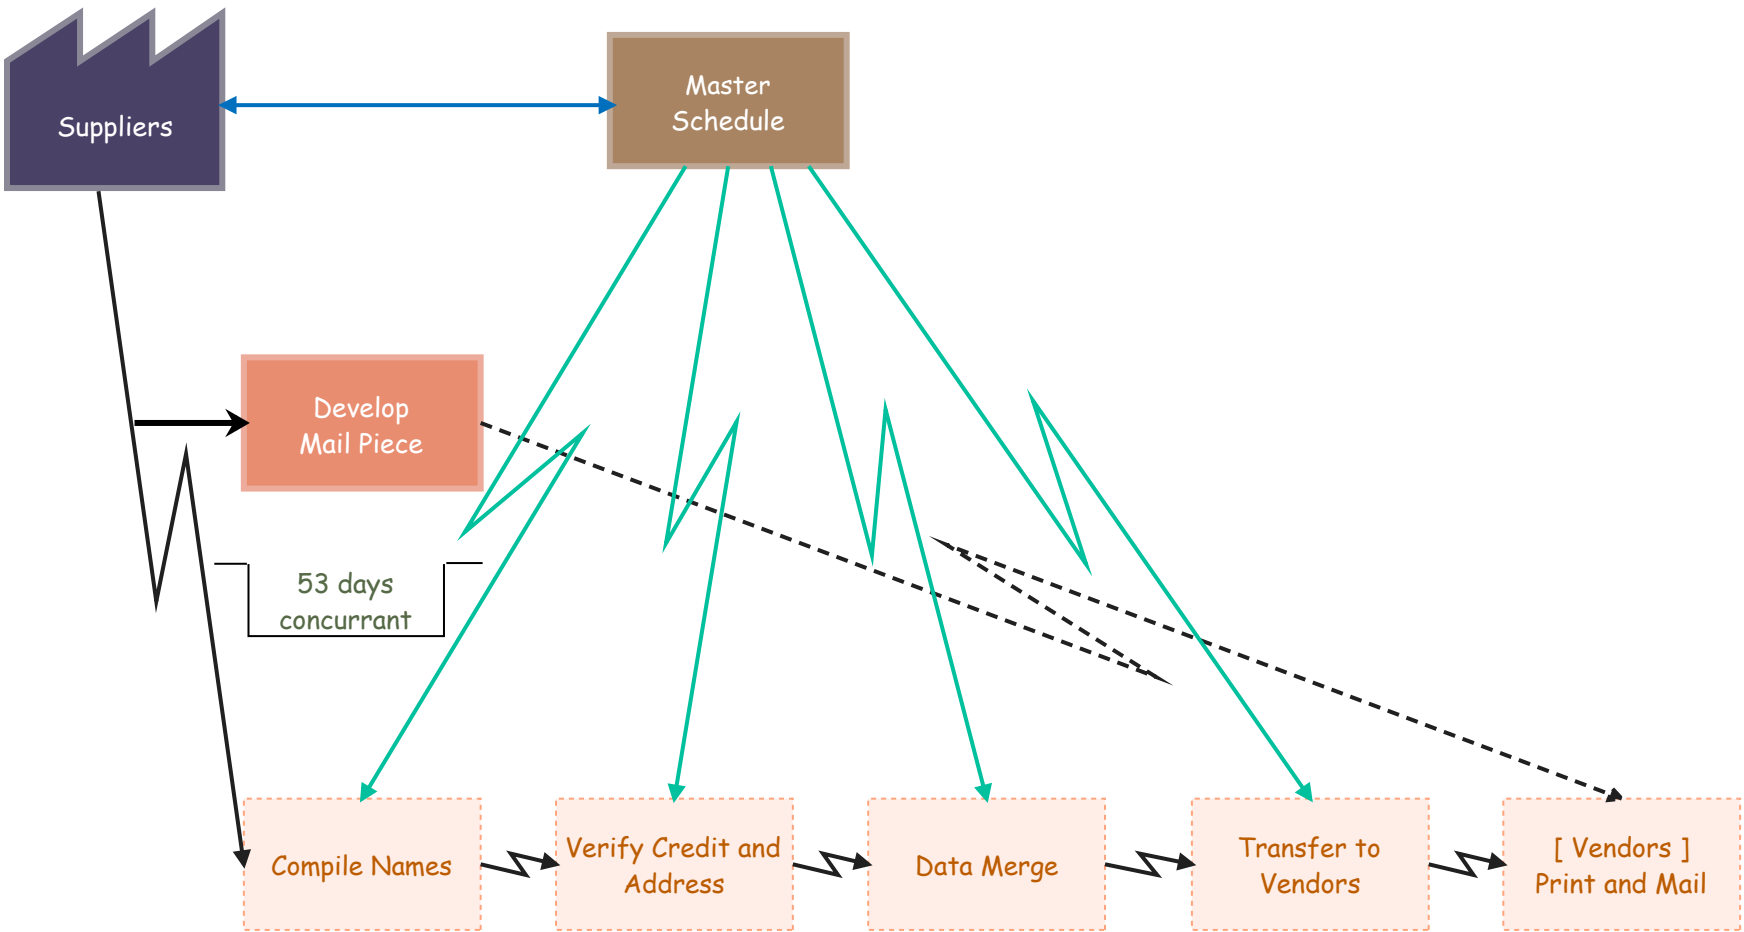 Suppliers
Master
Schedule
Develop
Mail Piece
53 days
concurrant
Compile Names
Verify Credit and
Address
Data Merge
Transfer to
Vendors
[ Vendors ]
Print and Mail